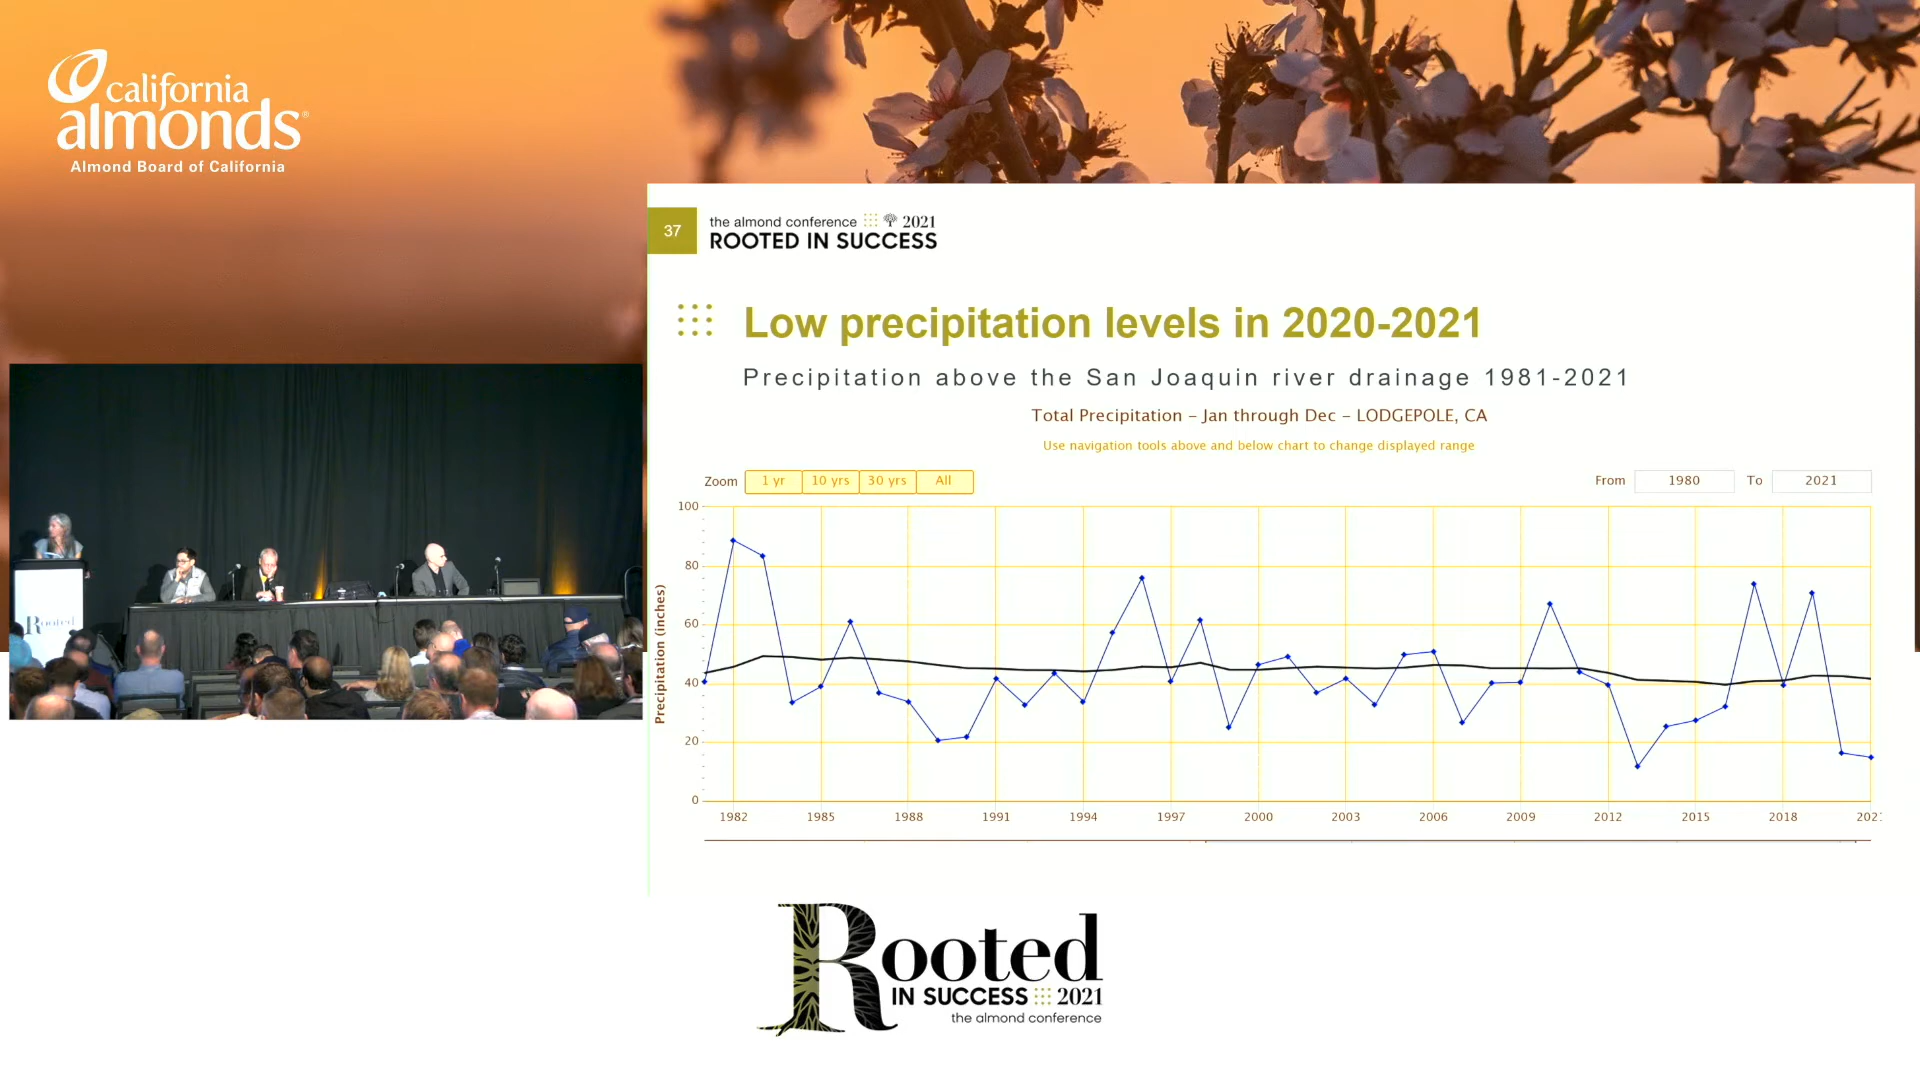 california
almonds®
Almond Board of California
37
the almond conference 2021
ROOTED IN SUCCESS
Low precipitation levels in 2020-2021
Precipitation above the San Joaquin river drainage 1981-2021
Total Precipitation – Jan through Dec – LODGEPOLE, CA
Use navigation tools above and below chart to change displayed range
Zoom 1 yr 10 yrs 30 yrs All From 1980 To 2021
Precipitation (inches)
100
80
60
40
20
0
1982 1985 1988 1991 1994 1997 2000 2003 2006 2009 2012 2015 2018 202
Rooted
Rooted
IN SUCCESS 2021
the almond conference